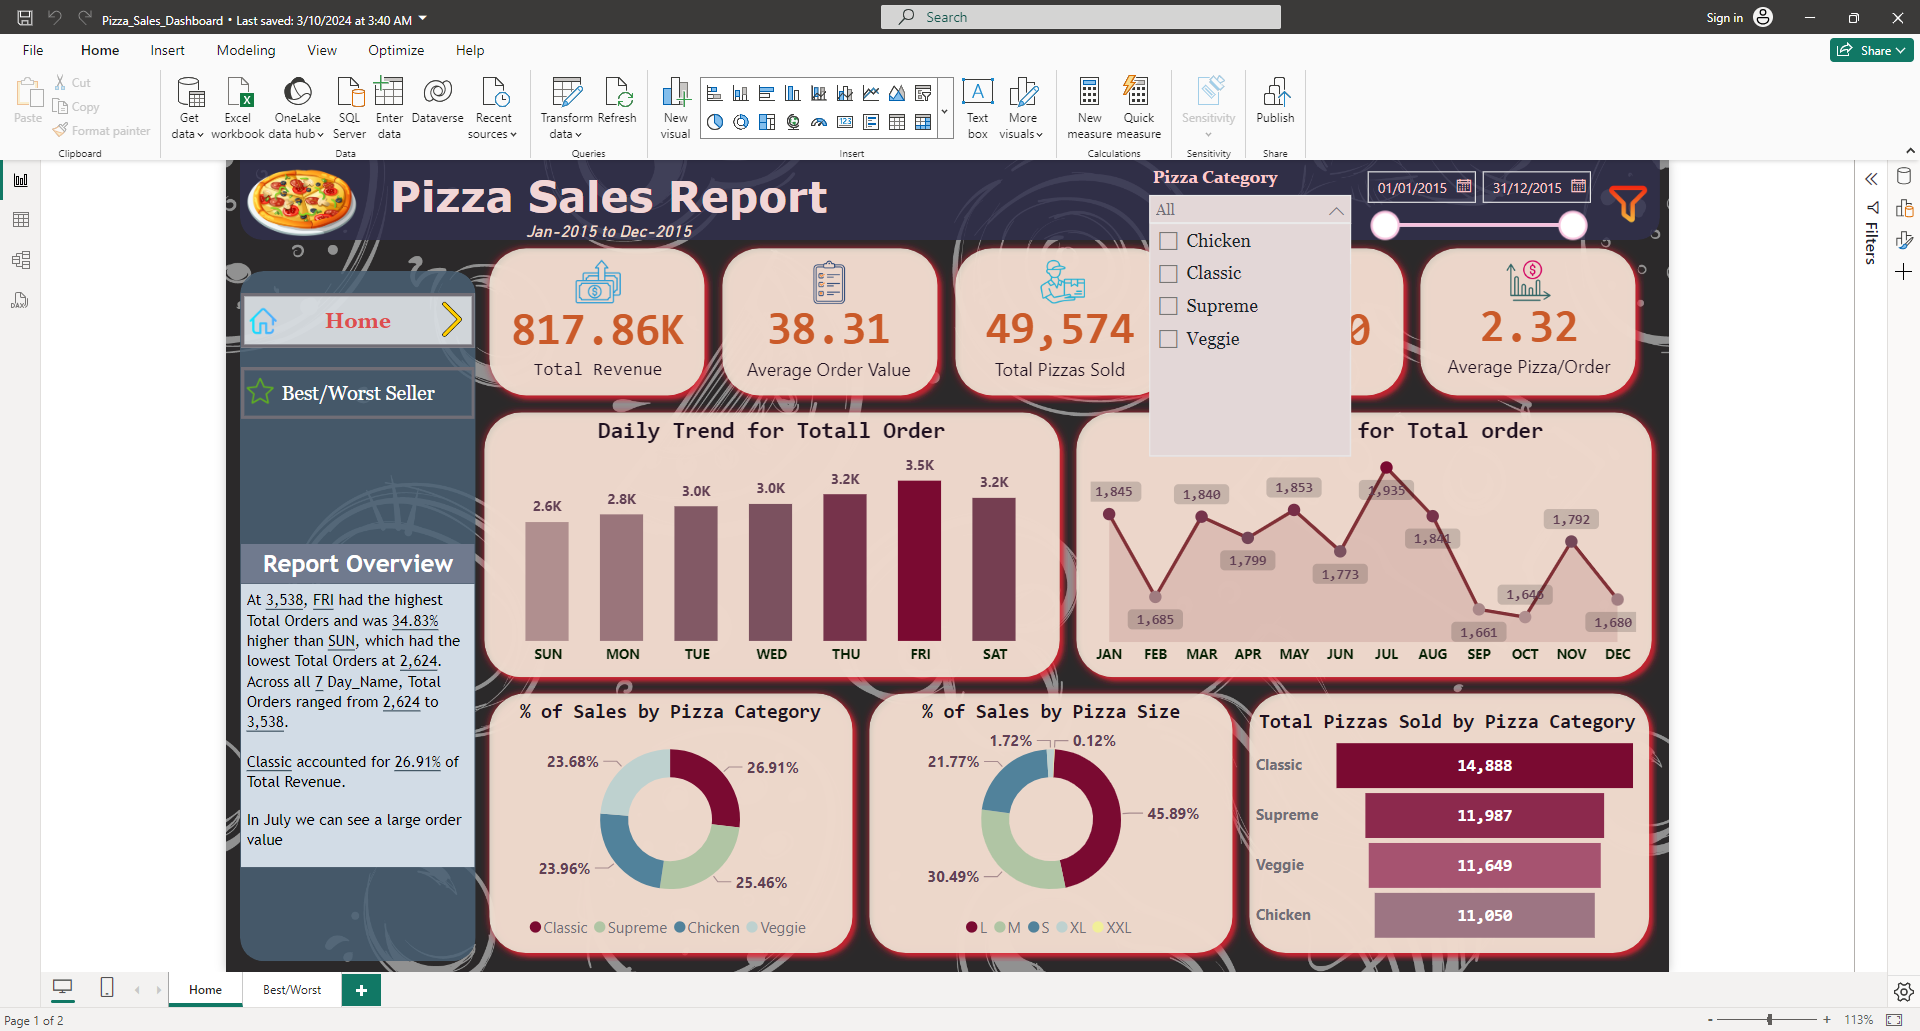 Pizza_Sales_Dashboard • Last saved: 3/10/2024 at 3:40 AM
Search
Sign in
File
Home
Insert
Modeling
View
Optimize
Help
Share
Paste
Cut
Copy
Format painter
Clipboard
Get data
Excel workbook
OneLake data hub
SQL Server
Enter data
Dataverse
Recent sources
Data
Transform data
Refresh
Queries
New visual
Text box
More visuals
Insert
New measure
Quick measure
Calculations
Sensitivity
Sensitivity
Publish
Share
Pizza Sales Report
Jan-2015 to Dec-2015
Pizza Category
All
Chicken
Classic
Supreme
Veggie
01/01/2015
31/12/2015
Filters
Home
Best/Worst Seller
817.86K
Total Revenue
38.31
Average Order Value
49,574
Total Pizzas Sold
0
2.32
Average Pizza/Order
Report Overview
At 3,538, FRI had the highest
Total Orders and was 34.83%
higher than SUN, which had the
lowest Total Orders at 2,624.
Across all 7 Day_Name, Total
Orders ranged from 2,624 to
3,538.
Classic accounted for 26.91% of
Total Revenue.
In July we can see a large order
value
Daily Trend for Totall Order
2.6K
2.8K
3.0K
3.0K
3.2K
3.5K
3.2K
SUN
MON
TUE
WED
THU
FRI
SAT
for Total order
1,845
1,685
1,840
1,799
1,853
1,773
1,935
1,841
1,661
1,792
1,680
JAN
FEB
MAR
APR
MAY
JUN
JUL
AUG
SEP
OCT
NOV
DEC
% of Sales by Pizza Category
23.68%
26.91%
23.96%
25.46%
Classic
Supreme
Chicken
Veggie
% of Sales by Pizza Size
1.72%
0.12%
21.77%
45.89%
30.49%
L
M
S
XL
XXL
Total Pizzas Sold by Pizza Category
Classic
14,888
Supreme
11,987
Veggie
11,649
Chicken
11,050
Home
Best/Worst
Page 1 of 2
113%